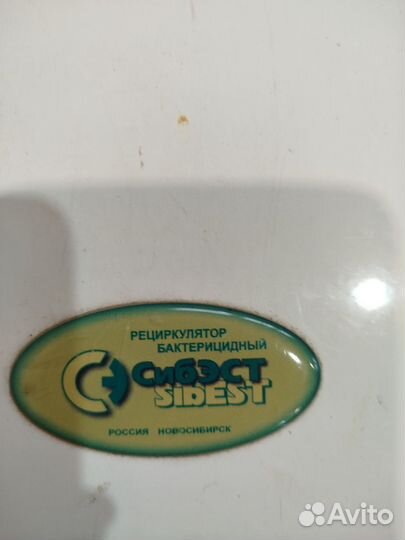 РЕЦИРКУЛЯТОР
БАКТЕРИЦИДНЫЙ
СИБЭСТ
SIBEST
РОССИЯ НОВОСИБИРСК
Avito